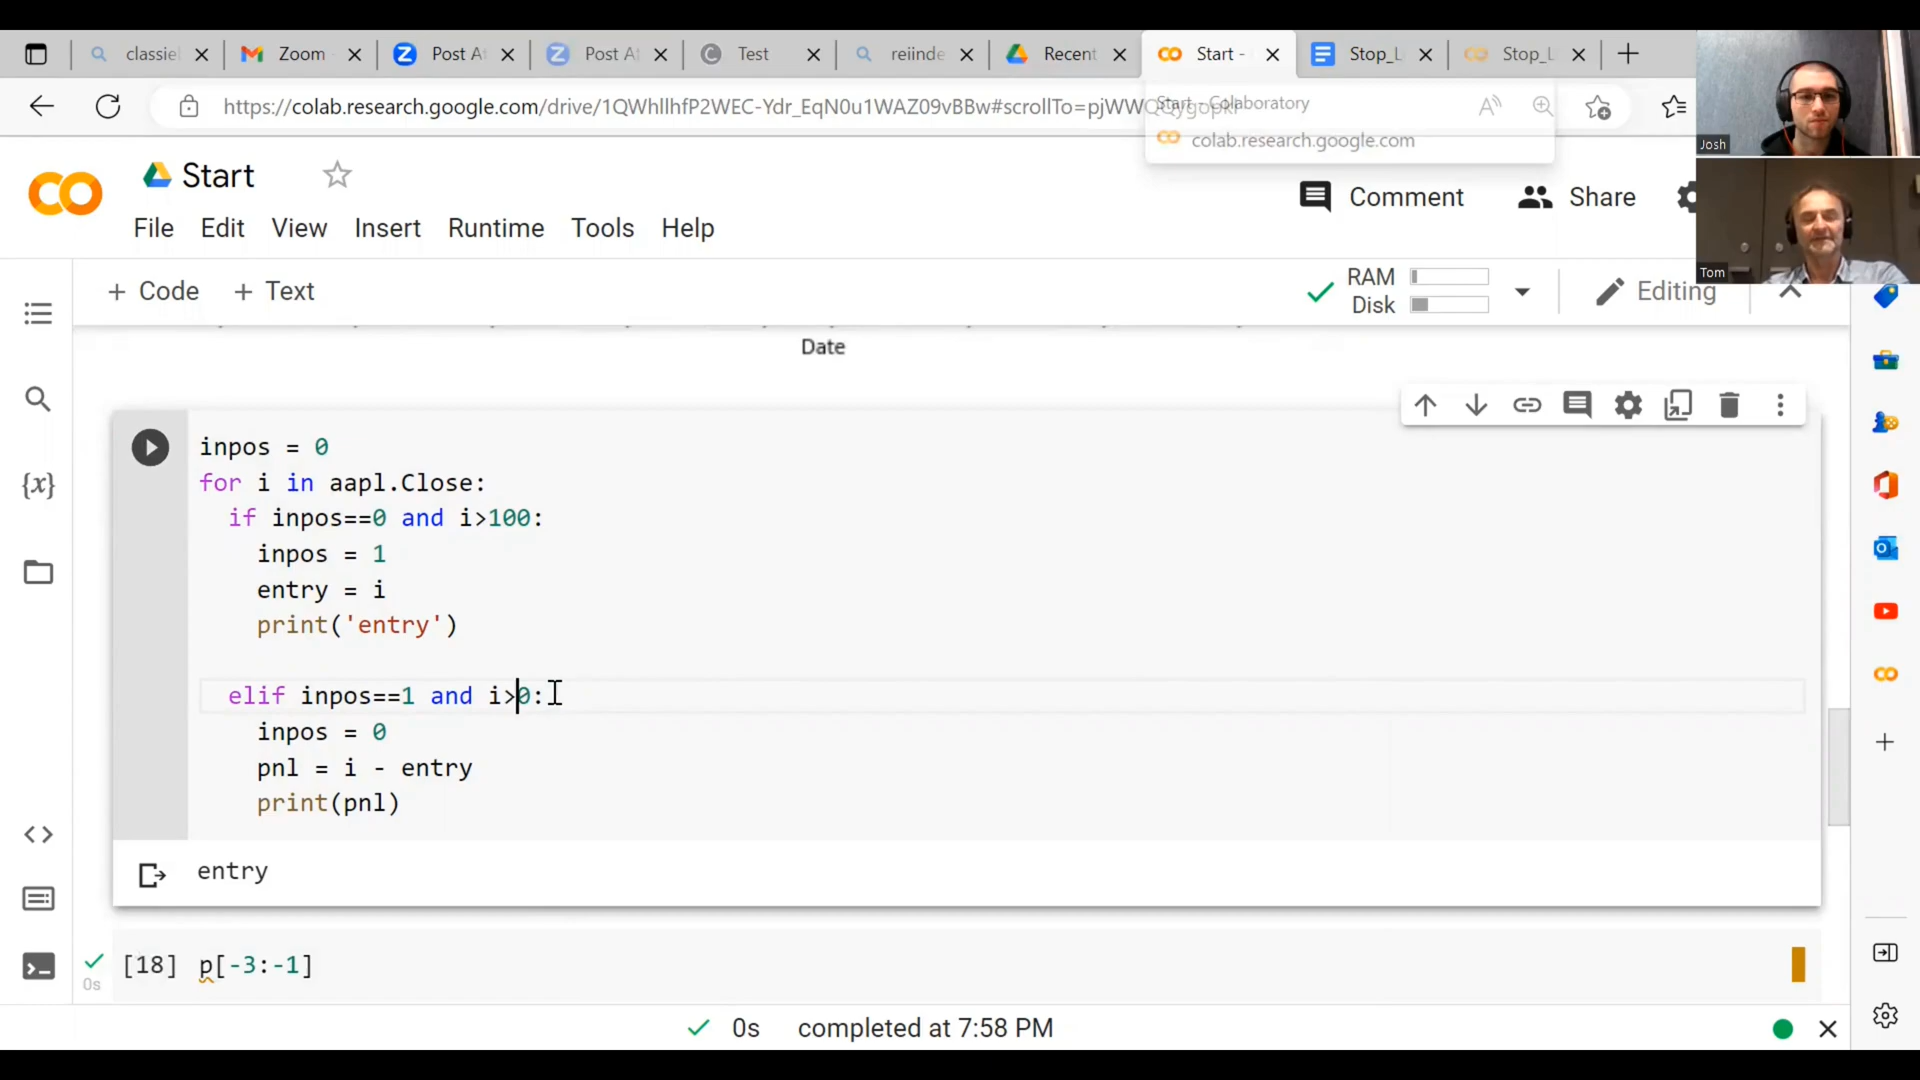 classie
Zoom
Post A
Post A
Test
reiinde
Recent
Start -
Stop_L
Stop_L
https://colab.research.google.com/drive/1QWhllhfP2WEC-Ydr_EqN0u1WAZ09vBBw#scrollTo=pjWWQQygopkr
Start - Colaboratory
colab.research.google.com
Josh
Start
Comment
Share
File Edit View Insert Runtime Tools Help
Tom
+ Code + Text
RAM
Disk
Editing
Date
inpos = 0
for i in aapl.Close:
if inpos==0 and i>100:
inpos = 1
entry = i
print('entry')
elif inpos==1 and i>0:
inpos = 0
pnl = i - entry
print(pnl)
entry
[18] p[-3:-1]
0s
0s completed at 7:58 PM